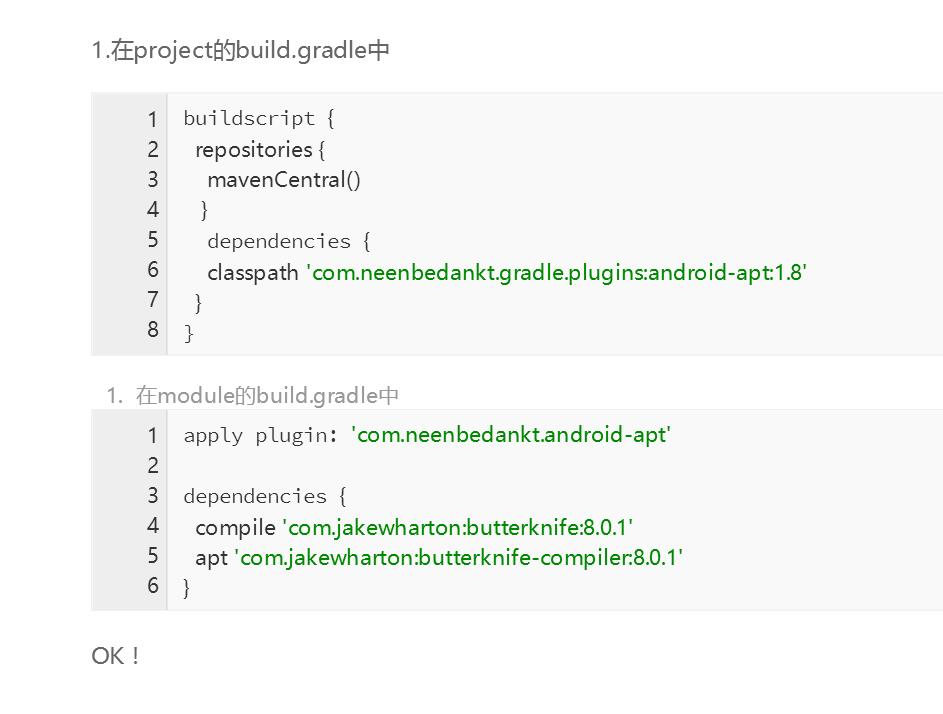 1.在project的build.gradle中
1 buildscript {
2 repositories {
3 mavenCentral()
4 }
5 dependencies {
6 classpath 'com.neenbedankt.gradle.plugins:android-apt:1.8'
7 }
8 }
1. 在module的build.gradle中
1 apply plugin: 'com.neenbedankt.android-apt'
2
3 dependencies {
4 compile 'com.jakewharton:butterknife:8.0.1'
5 apt 'com.jakewharton:butterknife-compiler:8.0.1'
6 }
OK！